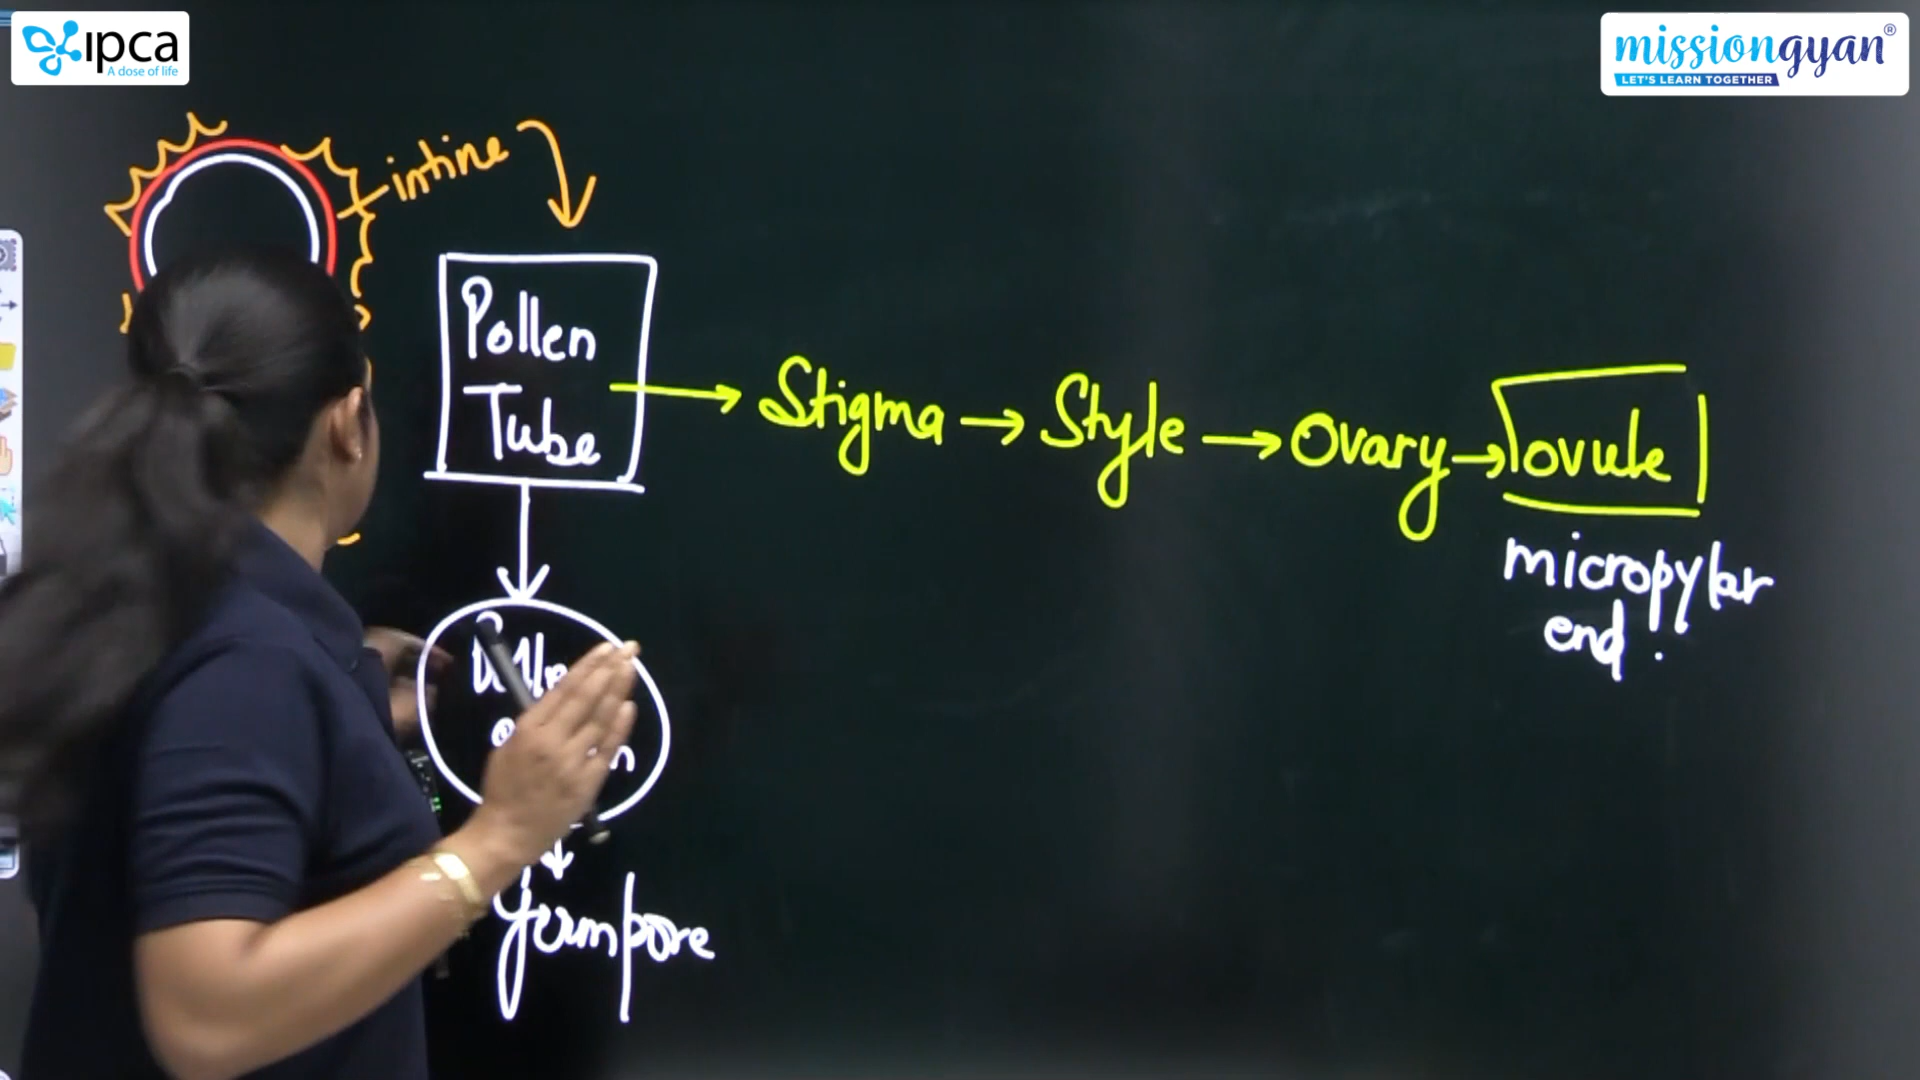 ipca
A dose of life
missiongyan®
LET'S LEARN TOGETHER
intine
Pollen
Tube
Stigma → Style → Ovary → ovule
micropylar
end.
Germpore